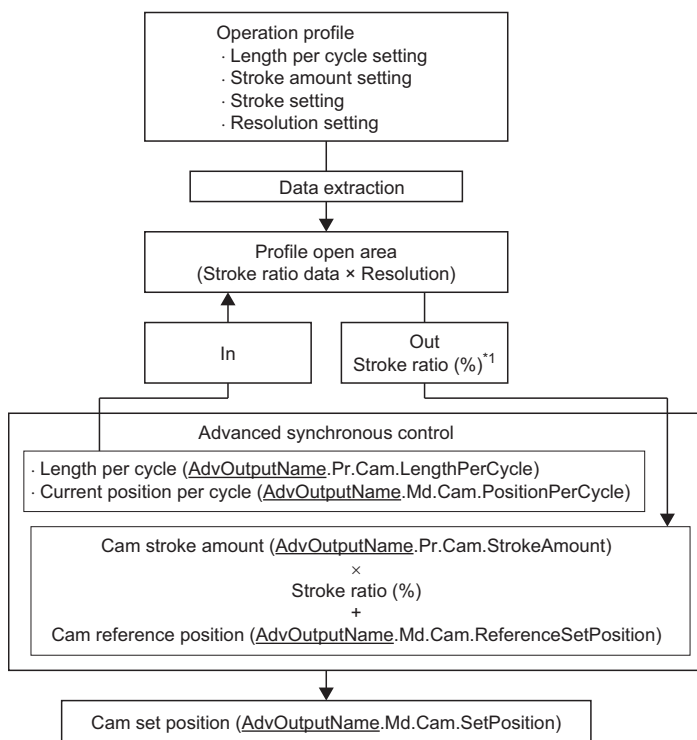 Operation profile
· Length per cycle setting
· Stroke amount setting
· Stroke setting
· Resolution setting
Data extraction
Profile open area
(Stroke ratio data × Resolution)
In
Out
Stroke ratio (%)*1
Advanced synchronous control
· Length per cycle (AdvOutputName.Pr.Cam.LengthPerCycle)
· Current position per cycle (AdvOutputName.Md.Cam.PositionPerCycle)
Cam stroke amount (AdvOutputName.Pr.Cam.StrokeAmount)
×
Stroke ratio (%)
+
Cam reference position (AdvOutputName.Md.Cam.ReferenceSetPosition)
Cam set position (AdvOutputName.Md.Cam.SetPosition)